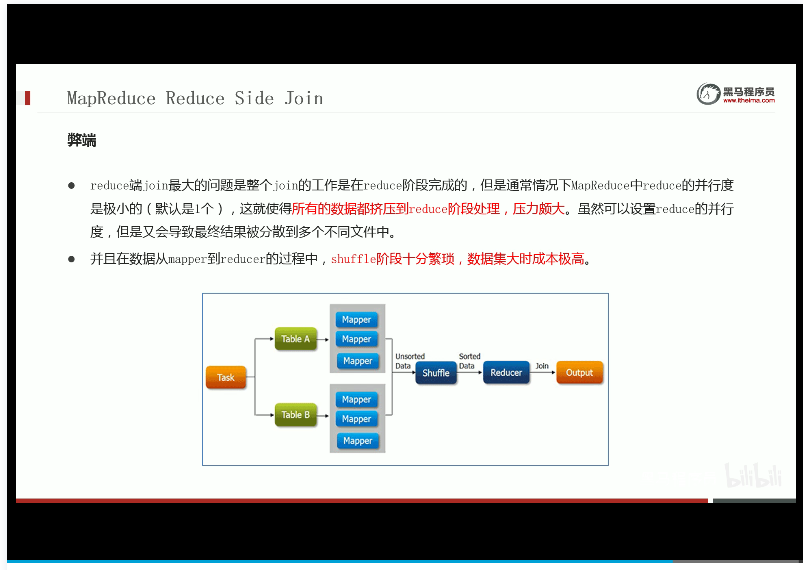 MapReduce Reduce Side Join
黑马程序员
www.itheima.com
弊端
● reduce端join最大的问题是整个join的工作是在reduce阶段完成的，但是通常情况下MapReduce中reduce的并行度
是极小的（默认是1个），这就使得所有的数据都挤压到reduce阶段处理，压力颇大。虽然可以设置reduce的并行
度，但是又会导致最终结果被分散到多个不同文件中。
● 并且在数据从mapper到reducer的过程中，shuffle阶段十分繁琐，数据集大时成本极高。
Task
Table A
Table B
Mapper
Mapper
Mapper
Mapper
Mapper
Mapper
Unsorted
Data
Shuffle
Sorted
Data
Reducer
Join
Output
bilibili